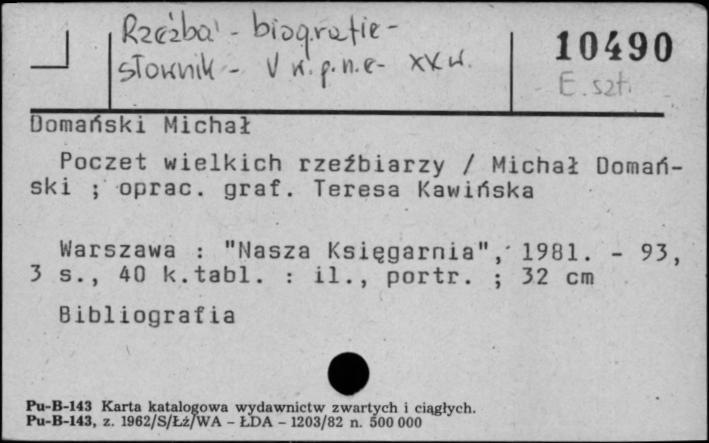 Rzeźba - biografie -
słownik - V w. p.n.e - XX w.
10490
E. szt.
Domański Michał
Poczet wielkich rzeźbiarzy / Michał Domań-
ski ; oprac. graf. Teresa Kawińska
Warszawa : "Nasza Księgarnia", 1981. - 93,
3 s., 40 k.tabl. : il., portr. ; 32 cm
Bibliografia
Pu-B-143 Karta katalogowa wydawnictw zwartych i ciągłych.
Pu-B-143, z. 1962/S/Łź/WA - ŁDA - 1203/82 n. 500 000